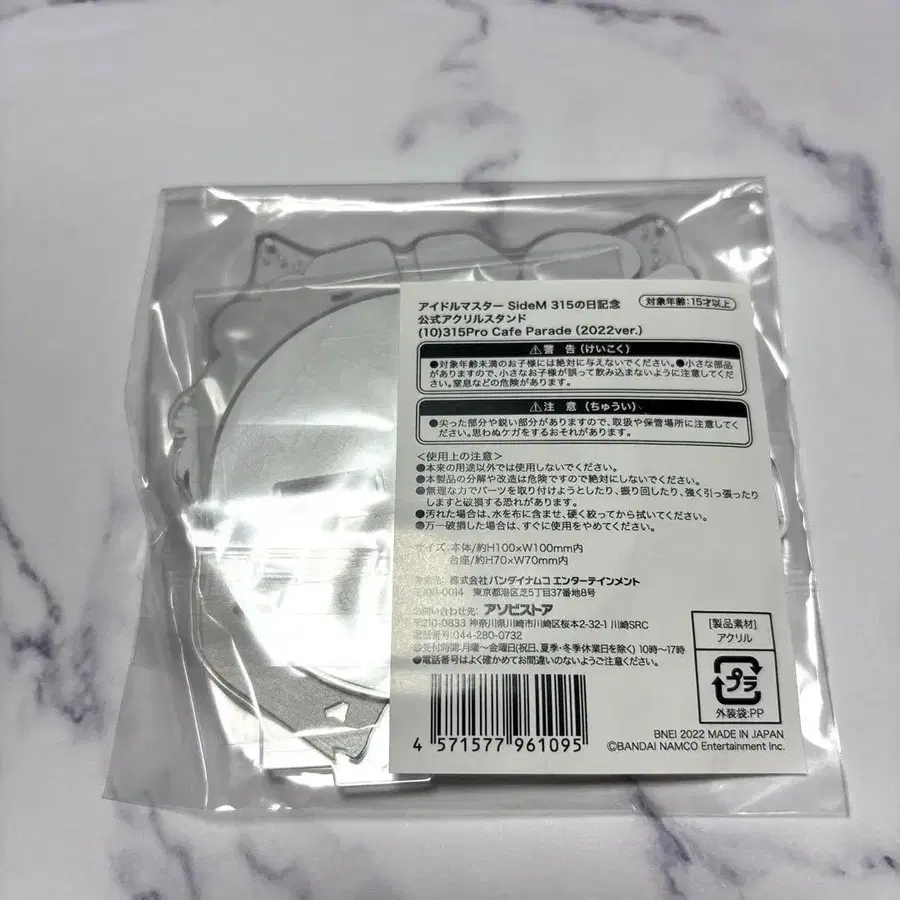 アイドルマスター SideM 315の日記念
対象年齢:15才以上
公式アクリルスタンド
(10)315Pro Cafe Parade (2022ver.)
⚠警 告(けいこく)
●対象年齢未満のお子様には絶対に与えないでください。●小さな部品
がありますので、小さなお子様が誤って飲み込まないように注意してくだ
さい。窒息などの危険があります。
⚠注 意(ちゅうい)
●尖った部分や鋭い部分がありますので、取扱や保管場所に注意してく
ださい。思わぬケガをするおそれがあります。
<使用上の注意>
●本来の用途以外では使用しないでください。
●本製品の分解や改造は危険ですので絶対にしないでください。
●無理な力でパーツを取り付けようとしたり、振り回したり、強く引っ張ったり
しますと破損する恐れがあります。
●汚れた場合は、水を布に含ませ、硬く絞ってから拭いてください。
●万一破損した場合は、すぐに使用をやめてください。
サイズ:本体/約H100×W100mm内
台座/約H70×W70mm内
株式会社バンダイナムコ エンターテインメント
東京都港区芝5丁目37番地8号
お問い合わせ先: アソビストア
〒210-0833 神奈川県川崎市川崎区桜本2-32-1 川崎SRC
電話番号:044-280-0732
●受付時間:月曜~金曜日(祝日、夏季・冬季休業日を除く) 10時~17時
●電話番号はよく確かめてお間違いのないようご注意ください。
[製品素材]
アクリル
プラ
外装袋:PP
4 571577 961095
BNEI 2022 MADE IN JAPAN
©BANDAI NAMCO Entertainment Inc.